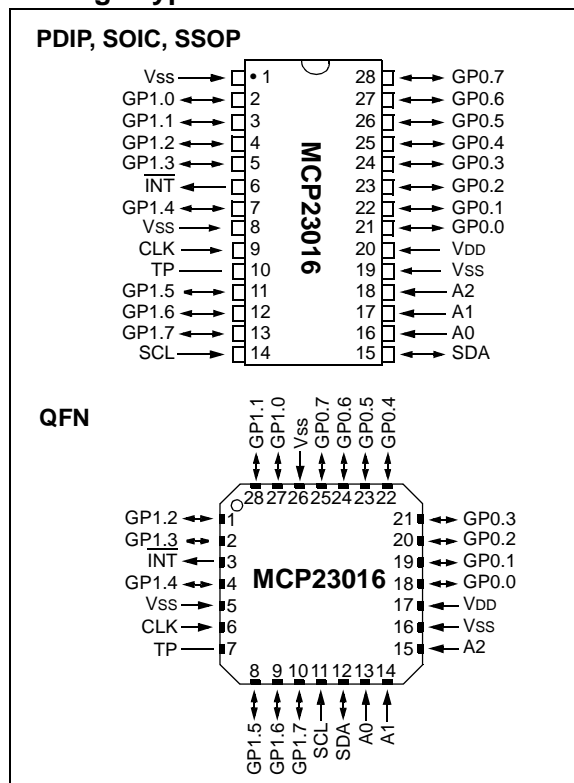 PDIP, SOIC, SSOP
Vss • 1 28 GP0.7
GP1.0 2 27 GP0.6
GP1.1 3 26 GP0.5
GP1.2 4 25 GP0.4
GP1.3 5 24 GP0.3
INT 6 23 GP0.2
GP1.4 7 22 GP0.1
Vss 8 21 GP0.0
CLK 9 20 VDD
TP 10 19 VSS
GP1.5 11 18 A2
GP1.6 12 17 A1
GP1.7 13 16 A0
SCL 14 15 SDA
MCP23016
QFN
GP1.1 GP1.0 Vss GP0.7 GP0.6 GP0.5 GP0.4
28 27 26 25 24 23 22
GP1.2 1 21 GP0.3
GP1.3 2 20 GP0.2
INT 3 19 GP0.1
GP1.4 4 18 GP0.0
Vss 5 17 VDD
CLK 6 16 VSS
TP 7 15 A2
MCP23016
8 9 10 11 12 13 14
GP1.5 GP1.6 GP1.7 SCL SDA A0 A1